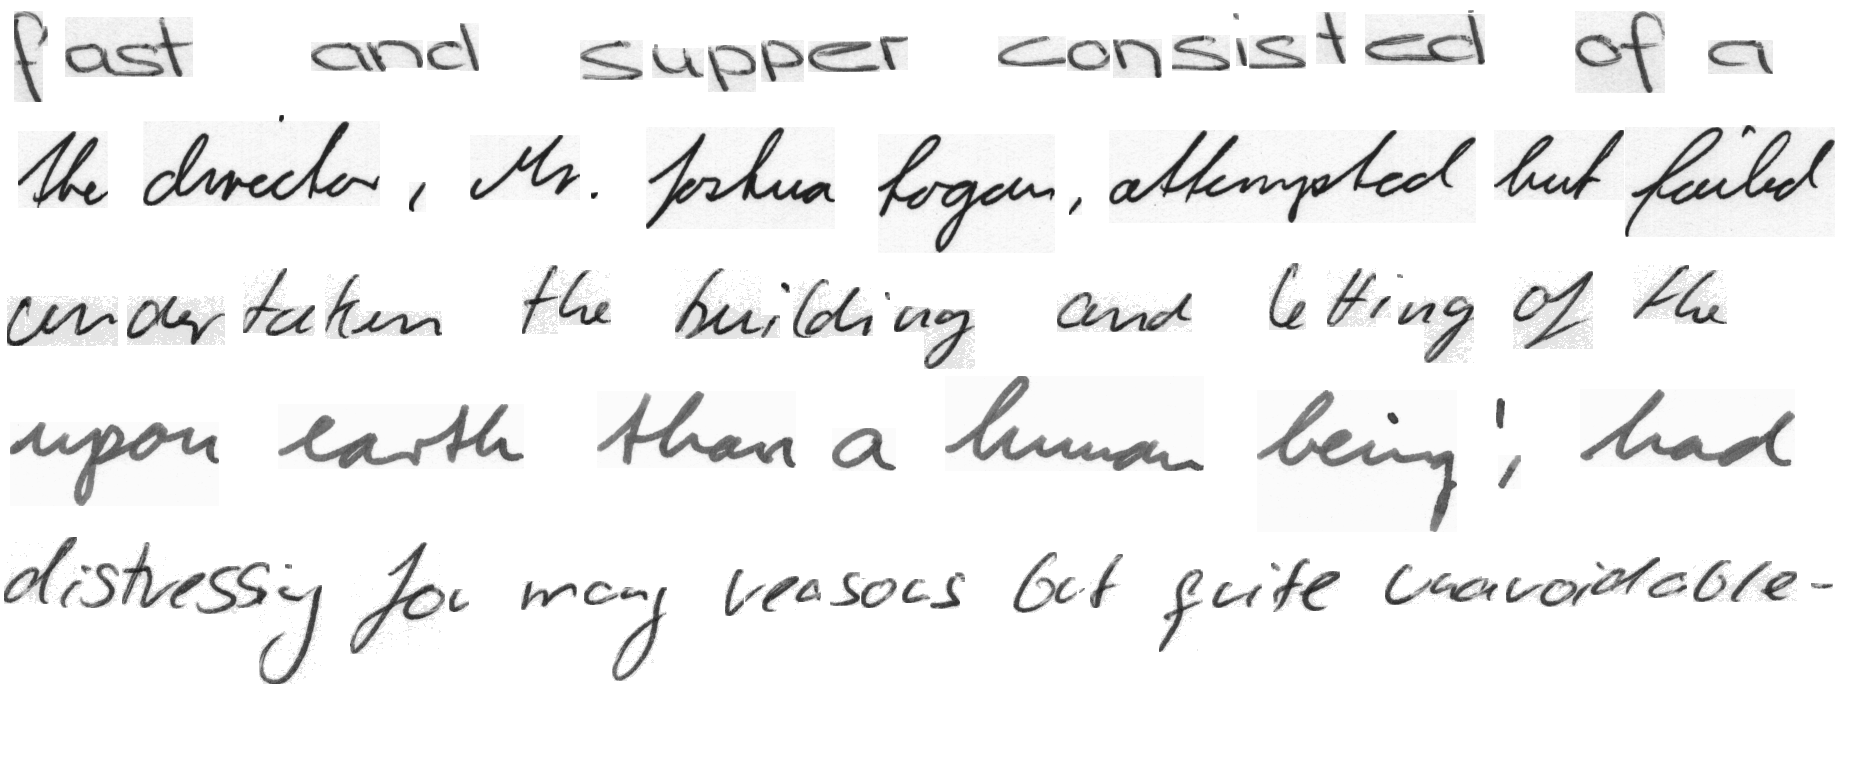 fast and supper consisted of a
the director, Mr. Joshua Logan, attempted but failed
undertaken the building and letting of the
upon earth than a human being', had
distressing for many reasons but quite unavoidable-